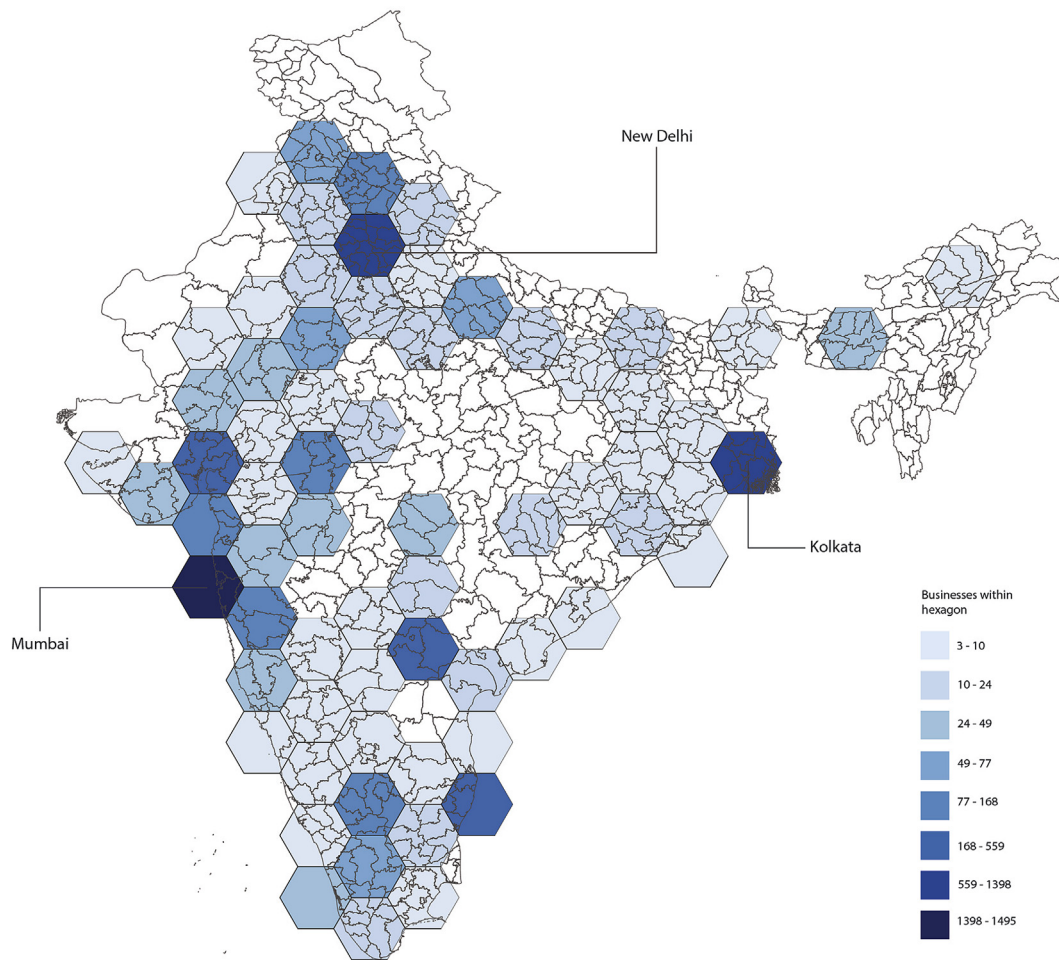 New Delhi
Kolkata
Mumbai
Businesses within
hexagon
3 - 10
10 - 24
24 - 49
49 - 77
77 - 168
168 - 559
559 - 1398
1398 - 1495